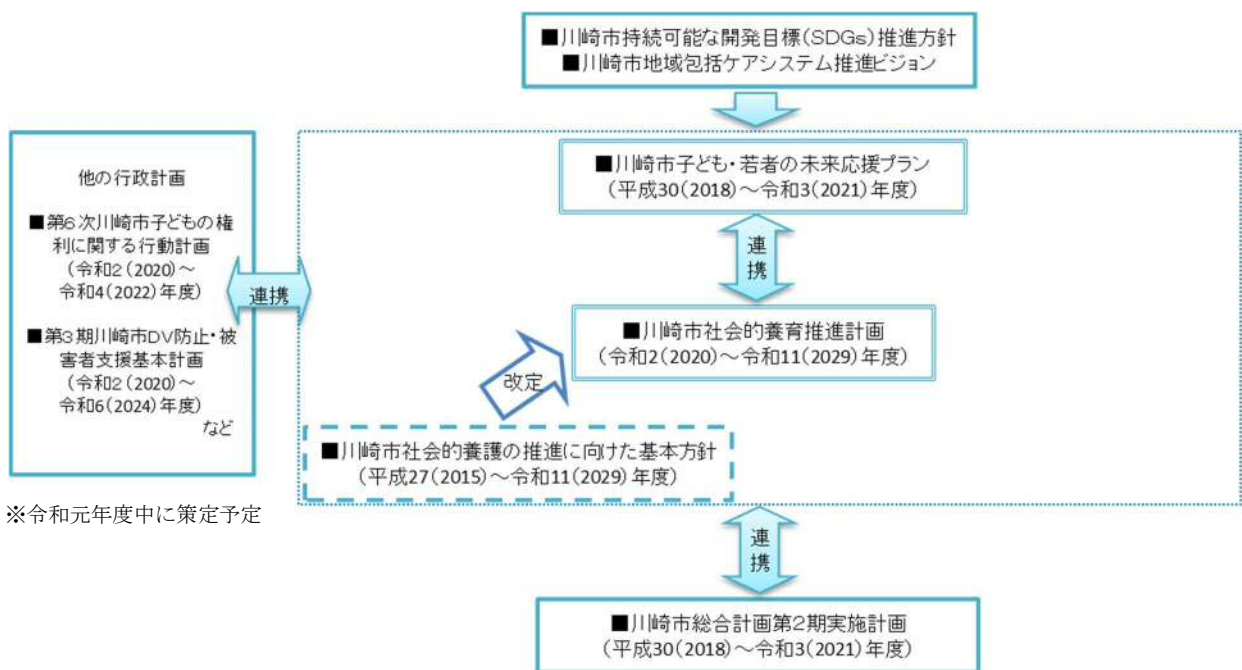 ■川崎市持続可能な開発目標(SDGs)推進方針
■川崎市地域包括ケアシステム推進ビジョン
他の行政計画
■第6次川崎市子どもの権
利に関する行動計画
(令和2(2020)～
令和4(2022)年度)
■第3期川崎市DV防止・被
害者支援基本計画
(令和2(2020)～
令和6(2024)年度)
など
※令和元年度中に策定予定
連携
■川崎市子ども・若者の未来応援プラン
(平成30(2018)～令和3(2021)年度)
連
携
■川崎市社会的養育推進計画
(令和2(2020)～令和11(2029)年度)
改定
■川崎市社会的養護の推進に向けた基本方針
(平成27(2015)～令和11(2029)年度)
連
携
■川崎市総合計画第2期実施計画
(平成30(2018)～令和3(2021)年度)